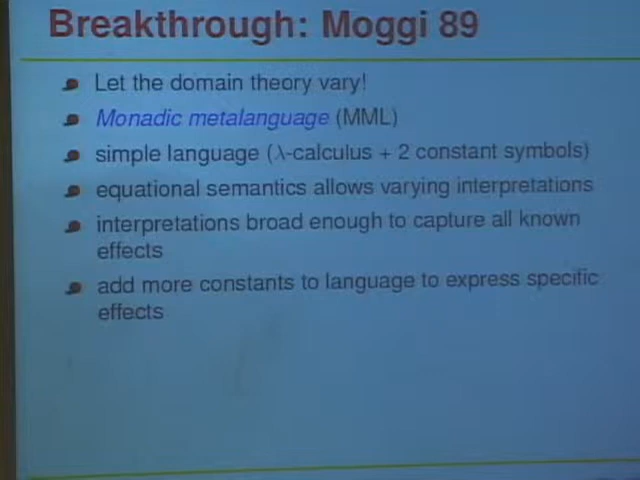 Breakthrough: Moggi 89
Let the domain theory vary!
Monadic metalanguage (MML)
simple language (λ-calculus + 2 constant symbols)
equational semantics allows varying interpretations
interpretations broad enough to capture all known
effects
add more constants to language to express specific
effects